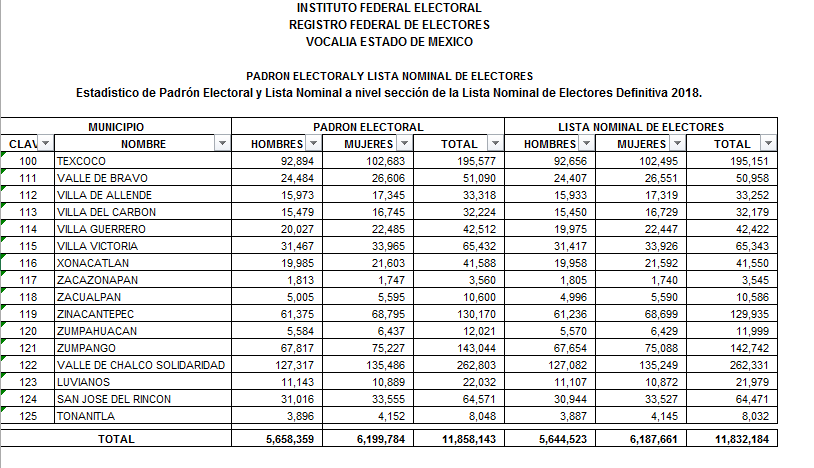 INSTITUTO FEDERAL ELECTORAL
REGISTRO FEDERAL DE ELECTORES
VOCALIA ESTADO DE MEXICO
PADRON ELECTORALY LISTA NOMINAL DE ELECTORES
Estadístico de Padrón Electoral y Lista Nominal a nivel sección de la Lista Nominal de Electores Definitiva 2018.
MUNICIPIO PADRON ELECTORAL LISTA NOMINAL DE ELECTORES
CLAV NOMBRE HOMBRES MUJERES TOTAL HOMBRES MUJERES TOTAL
100 TEXCOCO 92,894 102,683 195,577 92,656 102,495 195,151
111 VALLE DE BRAVO 24,484 26,606 51,090 24,407 26,551 50,958
112 VILLA DE ALLENDE 15,973 17,345 33,318 15,933 17,319 33,252
113 VILLA DEL CARBON 15,479 16,745 32,224 15,450 16,729 32,179
114 VILLA GUERRERO 20,027 22,485 42,512 19,975 22,447 42,422
115 VILLA VICTORIA 31,467 33,965 65,432 31,417 33,926 65,343
116 XONACATLAN 19,985 21,603 41,588 19,958 21,592 41,550
117 ZACAZONAPAN 1,813 1,747 3,560 1,805 1,740 3,545
118 ZACUALPAN 5,005 5,595 10,600 4,996 5,590 10,586
119 ZINACANTEPEC 61,375 68,795 130,170 61,236 68,699 129,935
120 ZUMPAHUACAN 5,584 6,437 12,021 5,570 6,429 11,999
121 ZUMPANGO 67,817 75,227 143,044 67,654 75,088 142,742
122 VALLE DE CHALCO SOLIDARIDAD 127,317 135,486 262,803 127,082 135,249 262,331
123 LUVIANOS 11,143 10,889 22,032 11,107 10,872 21,979
124 SAN JOSE DEL RINCON 31,016 33,555 64,571 30,944 33,527 64,471
125 TONANITLA 3,896 4,152 8,048 3,887 4,145 8,032
TOTAL 5,658,359 6,199,784 11,858,143 5,644,523 6,187,661 11,832,184